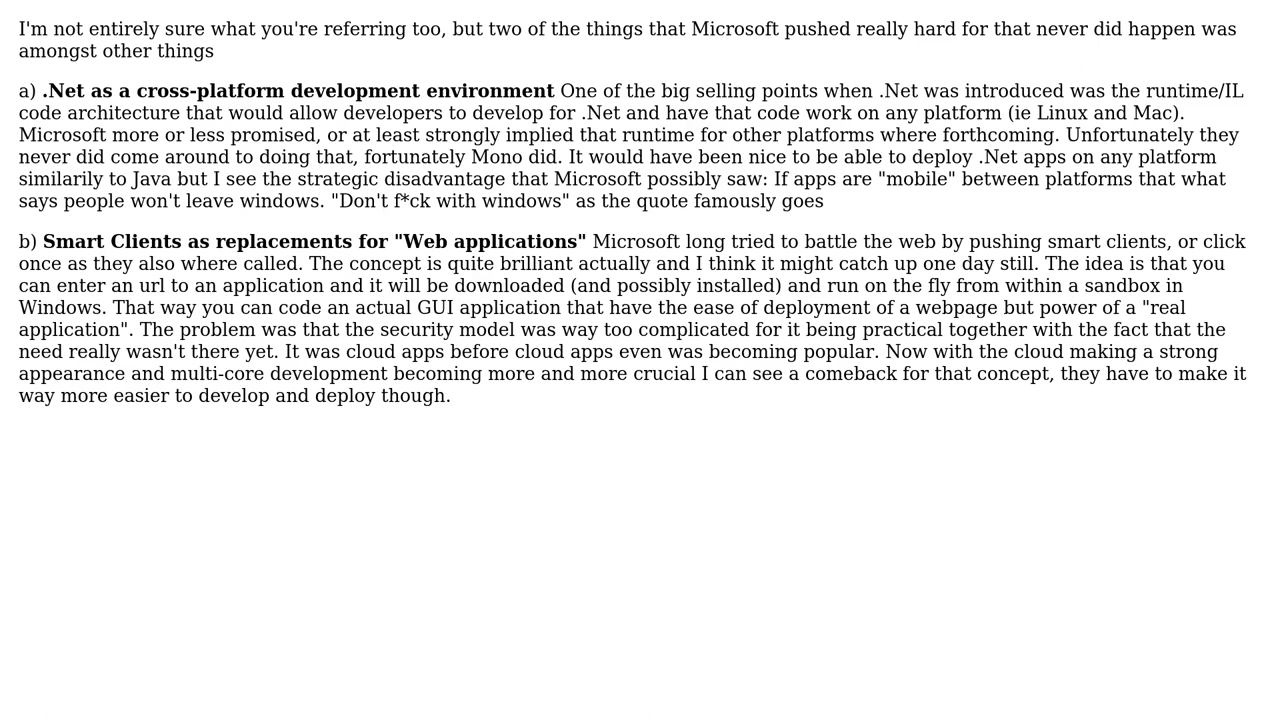 I'm not entirely sure what you're referring too, but two of the things that Microsoft pushed really hard for that never did happen was
amongst other things
a) .Net as a cross-platform development environment One of the big selling points when .Net was introduced was the runtime/IL
code architecture that would allow developers to develop for .Net and have that code work on any platform (ie Linux and Mac).
Microsoft more or less promised, or at least strongly implied that runtime for other platforms where forthcoming. Unfortunately they
never did come around to doing that, fortunately Mono did. It would have been nice to be able to deploy .Net apps on any platform
similarily to Java but I see the strategic disadvantage that Microsoft possibly saw: If apps are "mobile" between platforms that what
says people won't leave windows. "Don't f*ck with windows" as the quote famously goes
b) Smart Clients as replacements for "Web applications" Microsoft long tried to battle the web by pushing smart clients, or click
once as they also where called. The concept is quite brilliant actually and I think it might catch up one day still. The idea is that you
can enter an url to an application and it will be downloaded (and possibly installed) and run on the fly from within a sandbox in
Windows. That way you can code an actual GUI application that have the ease of deployment of a webpage but power of a "real
application". The problem was that the security model was way too complicated for it being practical together with the fact that the
need really wasn't there yet. It was cloud apps before cloud apps even was becoming popular. Now with the cloud making a strong
appearance and multi-core development becoming more and more crucial I can see a comeback for that concept, they have to make it
way more easier to develop and deploy though.